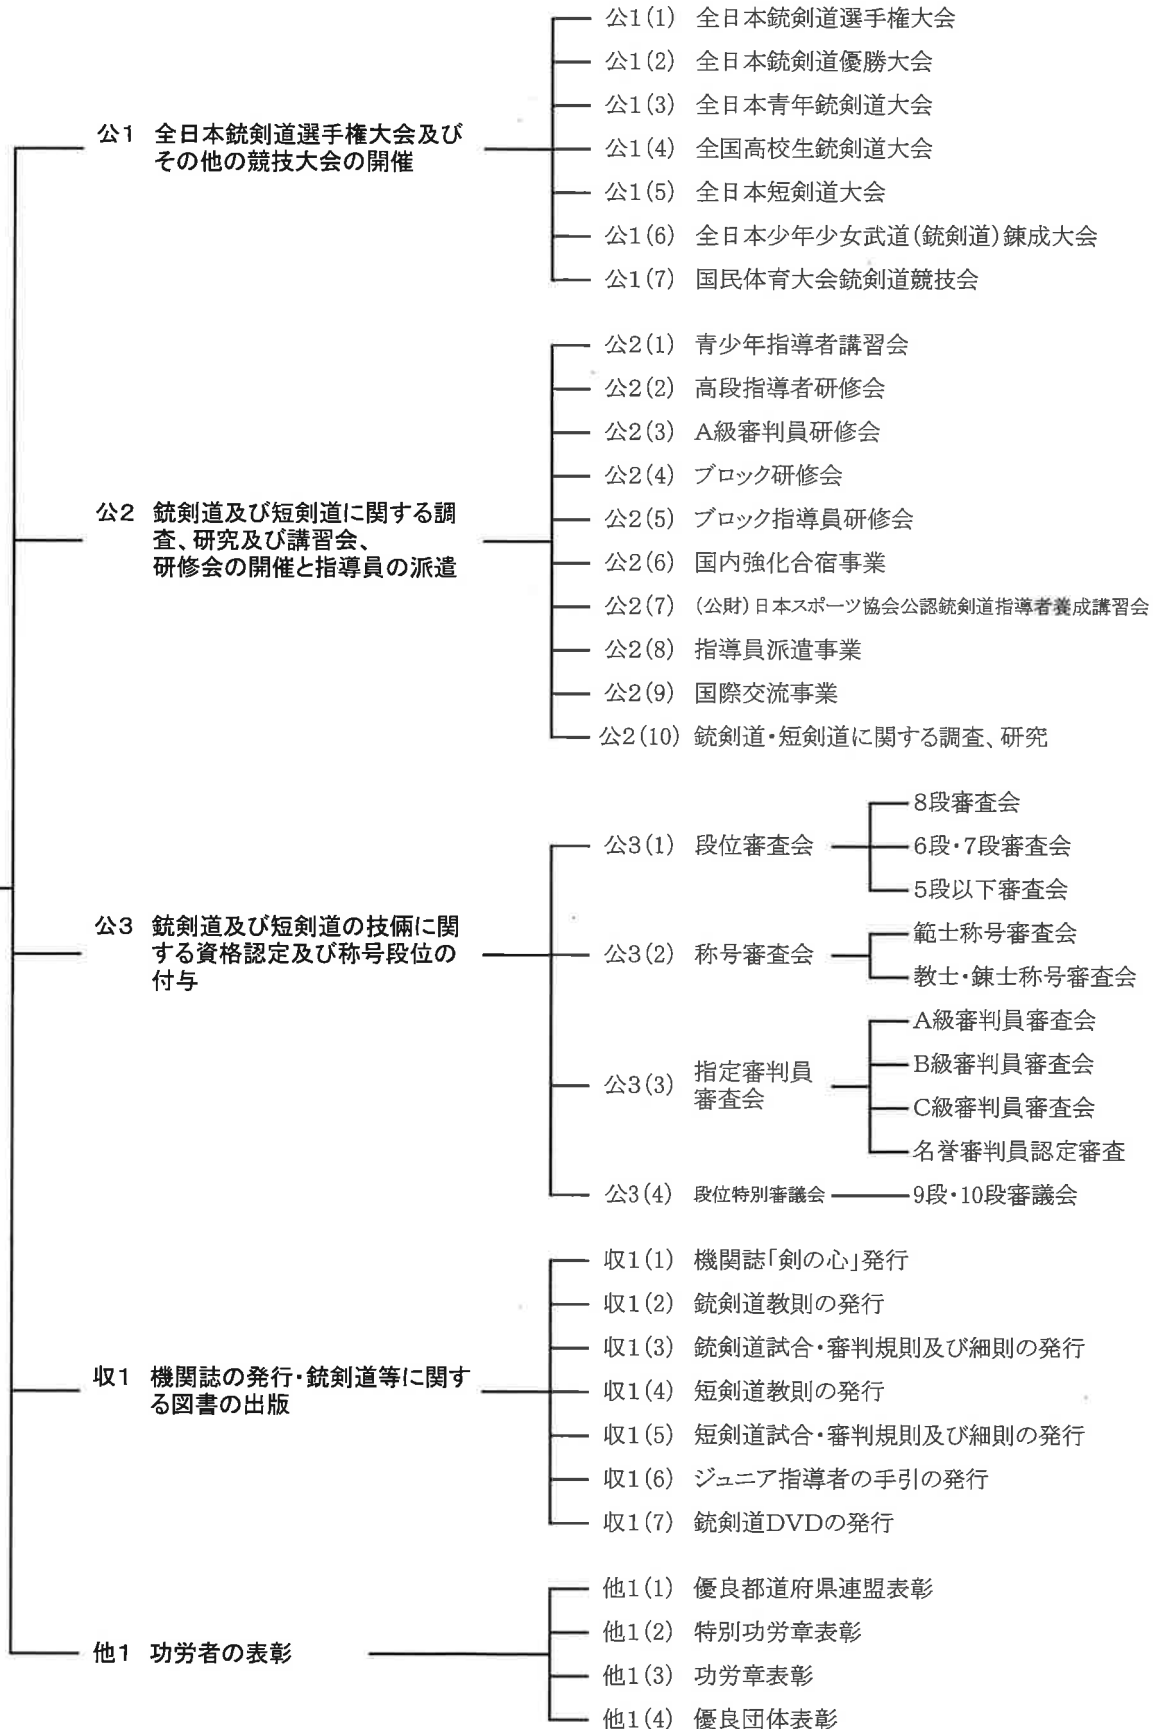 公1 全日本銃剣道選手権大会及び
その他の競技大会の開催
公1(1) 全日本銃剣道選手権大会
公1(2) 全日本銃剣道優勝大会
公1(3) 全日本青年銃剣道大会
公1(4) 全国高校生銃剣道大会
公1(5) 全日本短剣道大会
公1(6) 全日本少年少女武道(銃剣道)錬成大会
公1(7) 国民体育大会銃剣道競技会
公2 銃剣道及び短剣道に関する調
査、研究及び講習会、
研修会の開催と指導員の派遣
公2(1) 青少年指導者講習会
公2(2) 高段指導者研修会
公2(3) A級審判員研修会
公2(4) ブロック研修会
公2(5) ブロック指導員研修会
公2(6) 国内強化合宿事業
公2(7) (公財)日本スポーツ協会公認銃剣道指導者養成講習会
公2(8) 指導員派遣事業
公2(9) 国際交流事業
公2(10) 銃剣道・短剣道に関する調査、研究
公3 銃剣道及び短剣道の技倆に関
する資格認定及び称号段位の
付与
公3(1) 段位審査会
8段審査会
6段・7段審査会
5段以下審査会
公3(2) 称号審査会
範士称号審査会
教士・錬士称号審査会
公3(3) 指定審判員
審査会
A級審判員審査会
B級審判員審査会
C級審判員審査会
名誉審判員認定審査
公3(4) 段位特別審議会
9段・10段審議会
収1 機関誌の発行・銃剣道等に関す
る図書の出版
収1(1) 機関誌「剣の心」発行
収1(2) 銃剣道教則の発行
収1(3) 銃剣道試合・審判規則及び細則の発行
収1(4) 短剣道教則の発行
収1(5) 短剣道試合・審判規則及び細則の発行
収1(6) ジュニア指導者の手引の発行
収1(7) 銃剣道DVDの発行
他1 功労者の表彰
他1(1) 優良都道府県連盟表彰
他1(2) 特別功労章表彰
他1(3) 功労章表彰
他1(4) 優良団体表彰